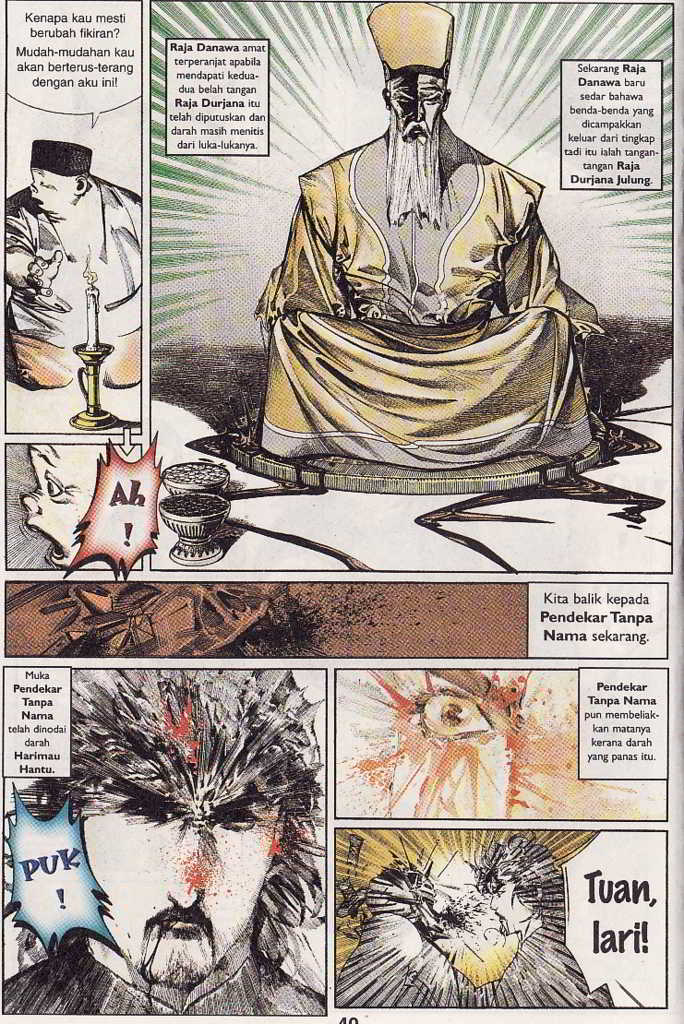 Kenapa kau mesti
berubah fikiran?
Mudah-mudahan kau
akan berterus-terang
dengan aku ini!
Raja Danawa amat
terperanjat apabila
mendapati kedua-
dua belah tangan
Raja Durjana itu
telah diputuskan dan
darah masih menitis
dari luka-lukanya.
Sekarang Raja
Danawa baru
sedar bahawa
benda-benda yang
dicampakkan
keluar dari tingkap
tadi itu ialah tangan-
tangan Raja
Durjana Julung.
Ah
!
Kita balik kepada
Pendekar Tanpa
Nama sekarang.
Muka
Pendekar
Tanpa
Nama
telah dinodai
darah
Harimau
Hantu.
PUK
!
Pendekar
Tanpa Nama
pun membeliak-
kan matanya
kerana darah
yang panas itu.
Tuan,
lari!